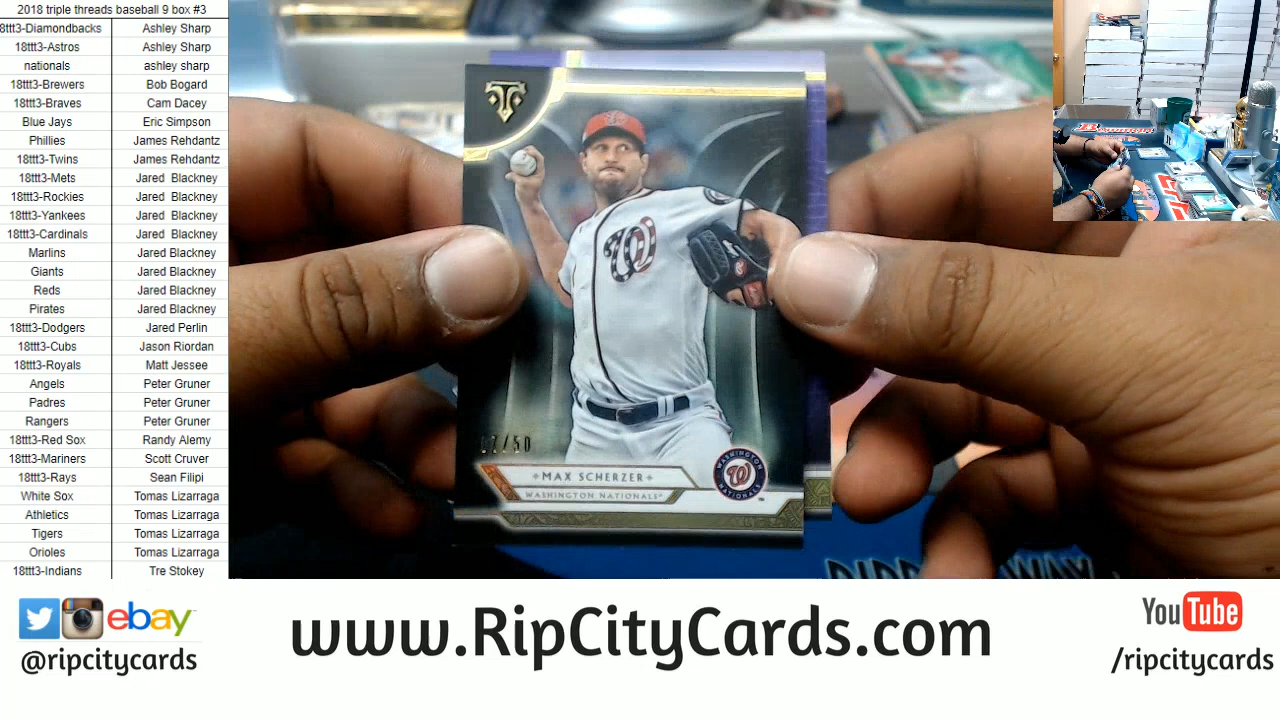 2018 triple threads baseball 9 box #3
18ttt3-Diamondbacks Ashley Sharp
18ttt3-Astros Ashley Sharp
nationals ashley sharp
18ttt3-Brewers Bob Bogard
18ttt3-Braves Cam Dacey
Blue Jays Eric Simpson
Phillies James Rehdantz
18ttt3-Twins James Rehdantz
18ttt3-Mets Jared Blackney
18ttt3-Rockies Jared Blackney
18ttt3-Yankees Jared Blackney
18ttt3-Cardinals Jared Blackney
Marlins Jared Blackney
Giants Jared Blackney
Reds Jared Blackney
Pirates Jared Blackney
18ttt3-Dodgers Jared Perlin
18ttt3-Cubs Jason Riordan
18ttt3-Royals Matt Jessee
Angels Peter Gruner
Padres Peter Gruner
Rangers Peter Gruner
18ttt3-Red Sox Randy Alemy
18ttt3-Mariners Scott Cruver
18ttt3-Rays Sean Filipi
White Sox Tomas Lizarraga
Athletics Tomas Lizarraga
Tigers Tomas Lizarraga
Orioles Tomas Lizarraga
18ttt3-Indians Tre Stokey
MAX SCHERZER
WASHINGTON NATIONALS
WASHINGTON
W
NATIONALS
ebay
@ripcitycards
www.RipCityCards.com
YouTube
/ripcitycards